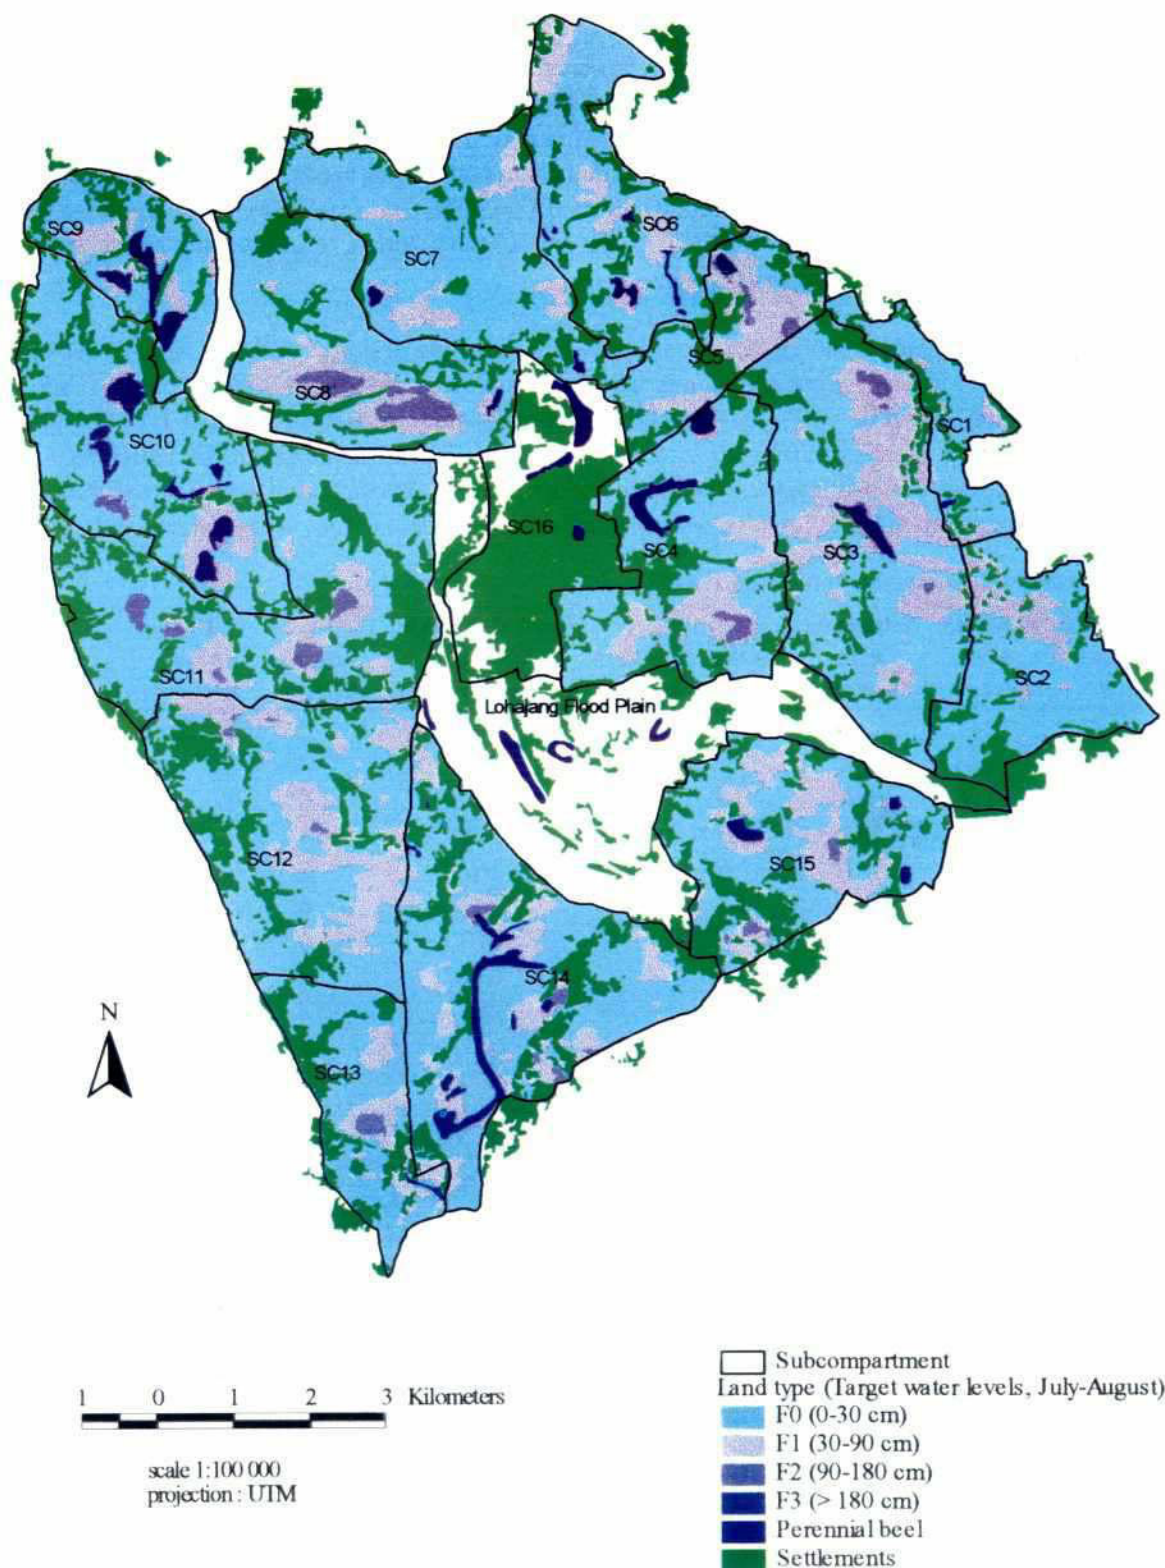 SC9
SC6
SC7
SC5
SC8
SC1
SC10
SC16
SC4
SC3
SC11
SC2
Lohajang Flood Plain
SC12
SC15
SC14
N
SC13
1 0 1 2 3 Kilometers
scale 1:100 000
projection : UTM
Subcompartment
Land type (Target water levels, July-August)
F0 (0-30 cm)
F1 (30-90 cm)
F2 (90-180 cm)
F3 (> 180 cm)
Perennial beel
Settlements